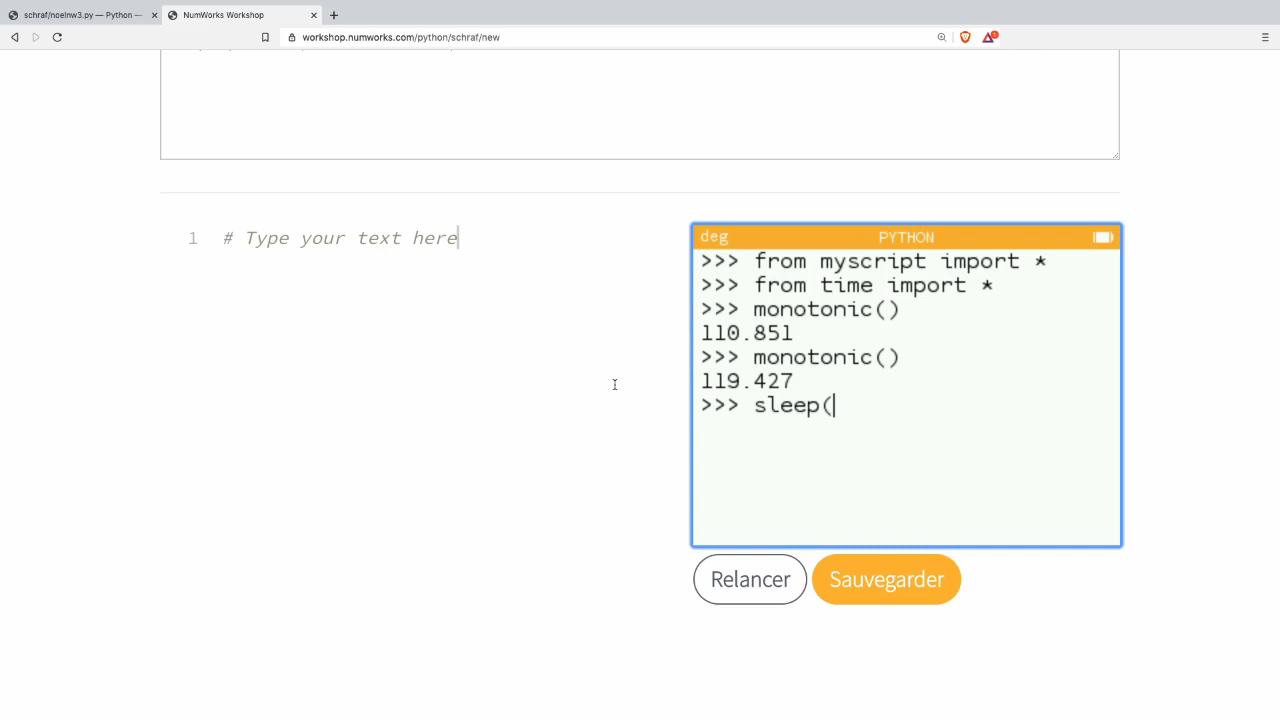 schraf/noelnw3.py — Python —
NumWorks Workshop
workshop.numworks.com/python/schraf/new
1 # Type your text here
deg PYTHON
>>> from myscript import *
>>> from time import *
>>> monotonic()
110.851
>>> monotonic()
119.427
>>> sleep(
Relancer Sauvegarder